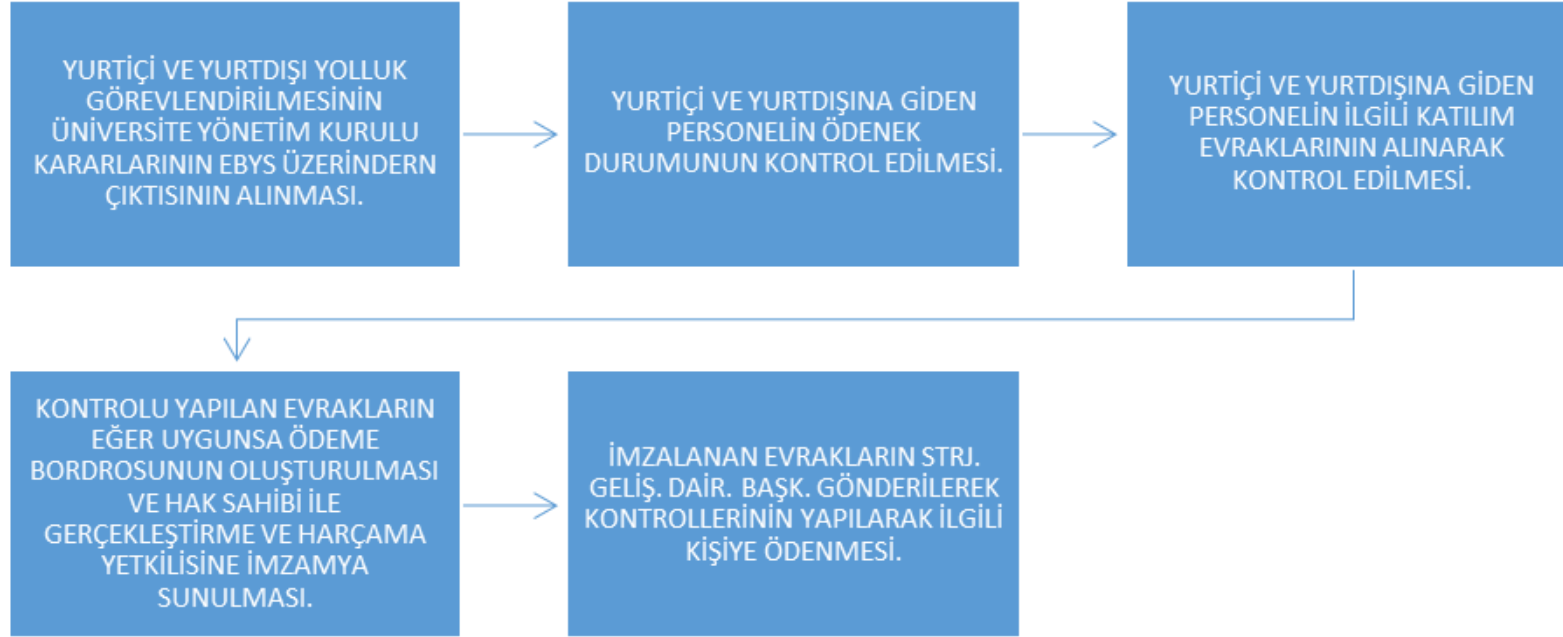 YURTİÇİ VE YURTDIŞI YOLLUK
GÖREVLENDİRİLMESİNİN
ÜNİVERSİTE YÖNETİM KURULU
KARARLARININ EBYS ÜZERİNDERN
ÇIKTISININ ALINMASI.
YURTİÇİ VE YURTDIŞINA GİDEN
PERSONELİN ÖDENEK
DURUMUNUN KONTROL EDİLMESİ.
YURTİÇİ VE YURTDIŞINA GİDEN
PERSONELİN İLGİLİ KATILIM
EVRAKLARININ ALINARAK
KONTROL EDİLMESİ.
KONTROLU YAPILAN EVRAKLARIN
EĞER UYGUNSA ÖDEME
BORDROSUNUN OLUŞTURULMASI
VE HAK SAHİBİ İLE
GERÇEKLEŞTİRME VE HARÇAMA
YETKİLİSİNE İMZAMYA
SUNULMASI.
İMZALANAN EVRAKLARIN STRJ.
GELİŞ. DAİR. BAŞK. GÖNDERİLEREK
KONTROLLERİNİN YAPILARAK İLGİLİ
KİŞİYE ÖDENMESİ.